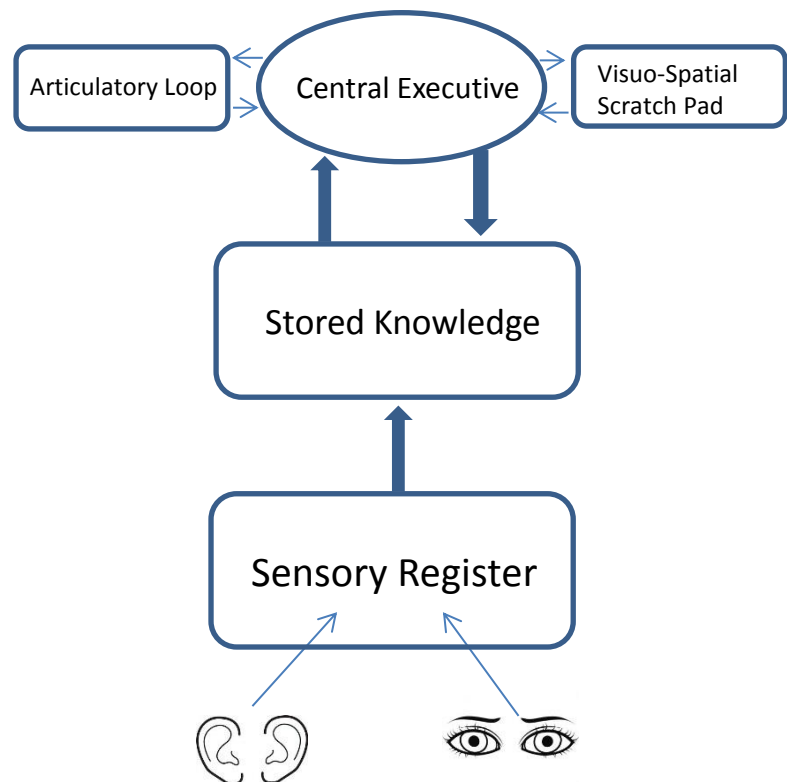 Articulatory Loop
Central Executive
Visuo-Spatial
Scratch Pad
Stored Knowledge
Sensory Register